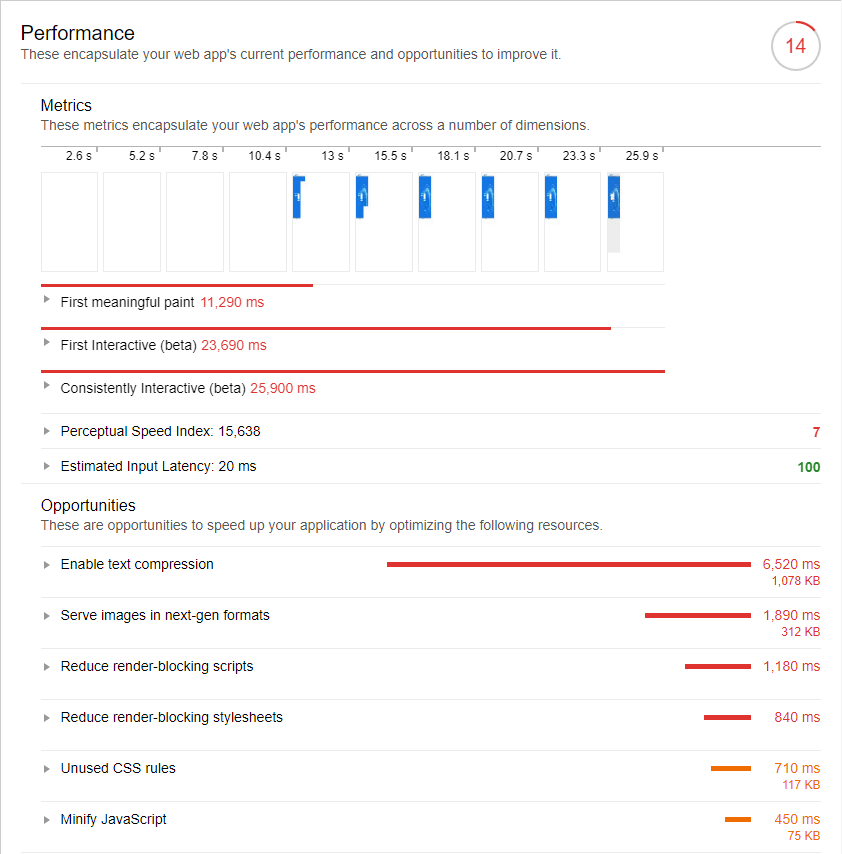 Performance
These encapsulate your web app's current performance and opportunities to improve it.
14
Metrics
These metrics encapsulate your web app's performance across a number of dimensions.
2.6 s 5.2 s 7.8 s 10.4 s 13 s 15.5 s 18.1 s 20.7 s 23.3 s 25.9 s
First meaningful paint 11,290 ms
First Interactive (beta) 23,690 ms
Consistently Interactive (beta) 25,900 ms
Perceptual Speed Index: 15,638 7
Estimated Input Latency: 20 ms 100
Opportunities
These are opportunities to speed up your application by optimizing the following resources.
Enable text compression 6,520 ms
1,078 KB
Serve images in next-gen formats 1,890 ms
312 KB
Reduce render-blocking scripts 1,180 ms
Reduce render-blocking stylesheets 840 ms
Unused CSS rules 710 ms
117 KB
Minify JavaScript 450 ms
75 KB